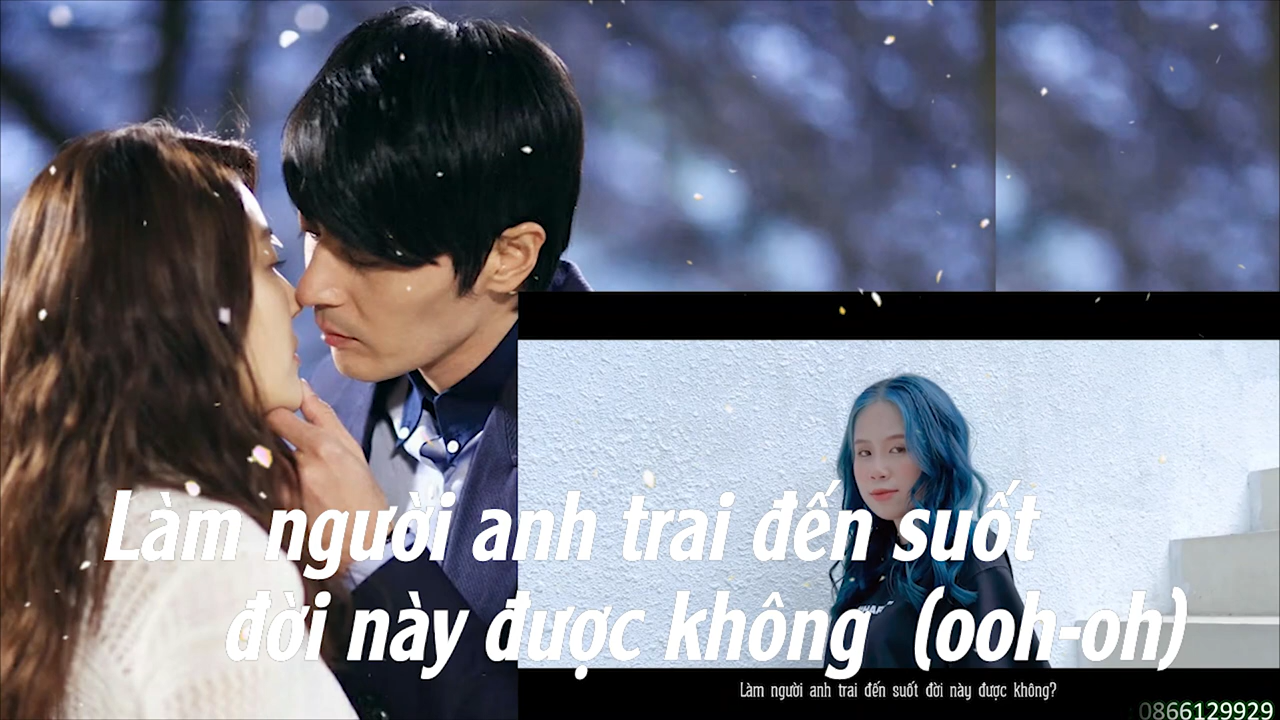 Làm người anh trai đến suốt
đời này được không (ooh-oh)
Làm người anh trai đến suốt đời này được không?
0866129929